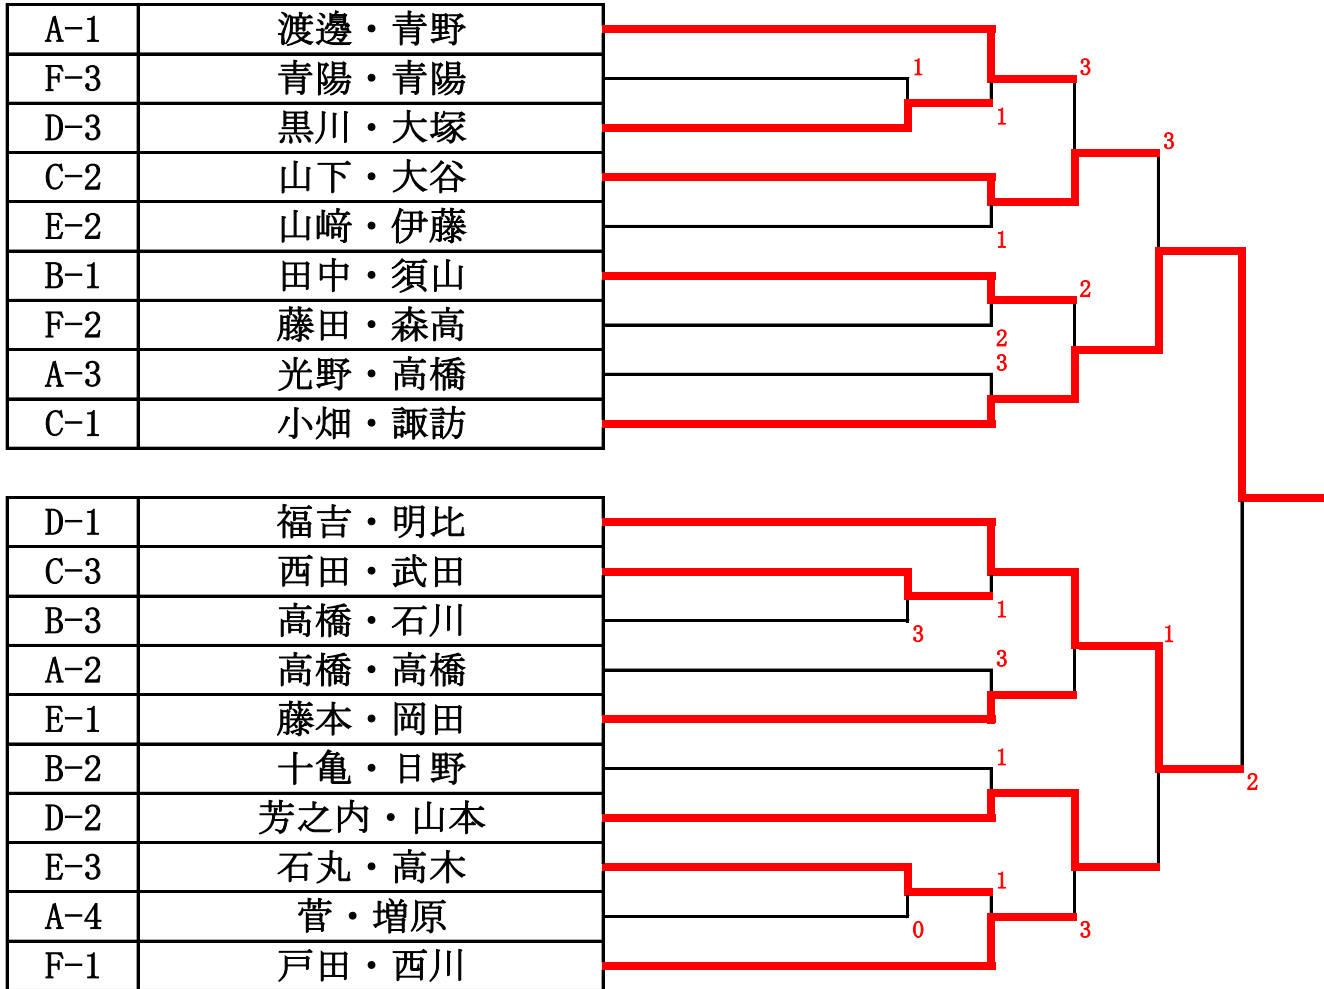 A-1 渡邊・青野
F-3 青陽・青陽
D-3 黒川・大塚
C-2 山下・大谷
E-2 山﨑・伊藤
B-1 田中・須山
F-2 藤田・森高
A-3 光野・高橋
C-1 小畑・諏訪
1
3
1
3
1
2
2
3
D-1 福吉・明比
C-3 西田・武田
B-3 高橋・石川
A-2 高橋・高橋
E-1 藤本・岡田
B-2 十亀・日野
D-2 芳之内・山本
E-3 石丸・高木
A-4 菅・増原
F-1 戸田・西川
1
3
1
3
1
2
1
0
3